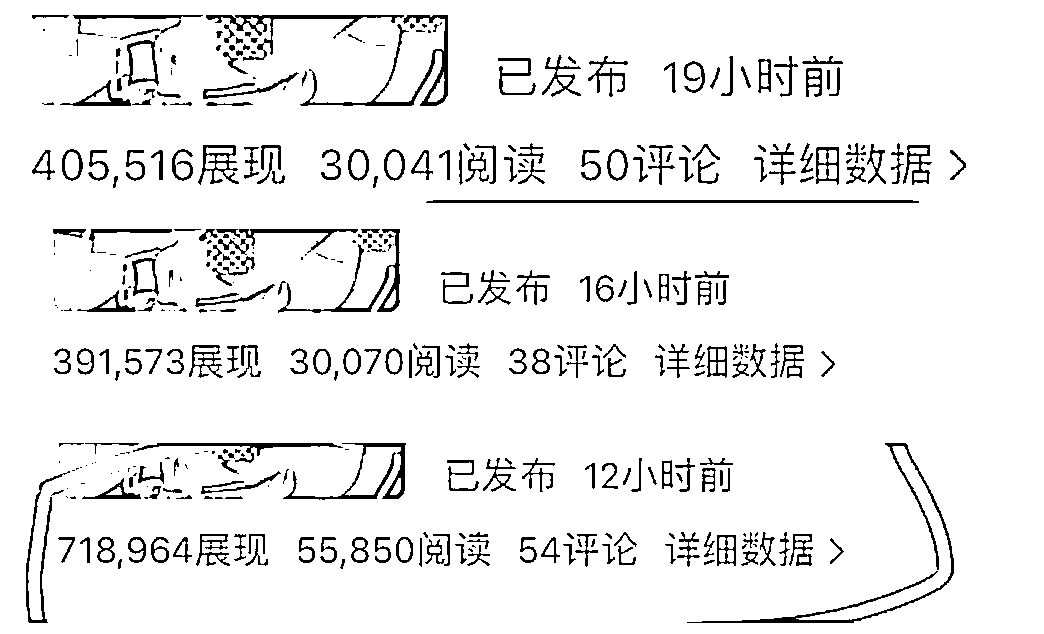 已发布 19小时前
405,516展现 30,041阅读 50评论 详细数据 >
已发布 16小时前
391,573展现 30,070阅读 38评论 详细数据 >
已发布 12小时前
718,964展现 55,850阅读 54评论 详细数据 >